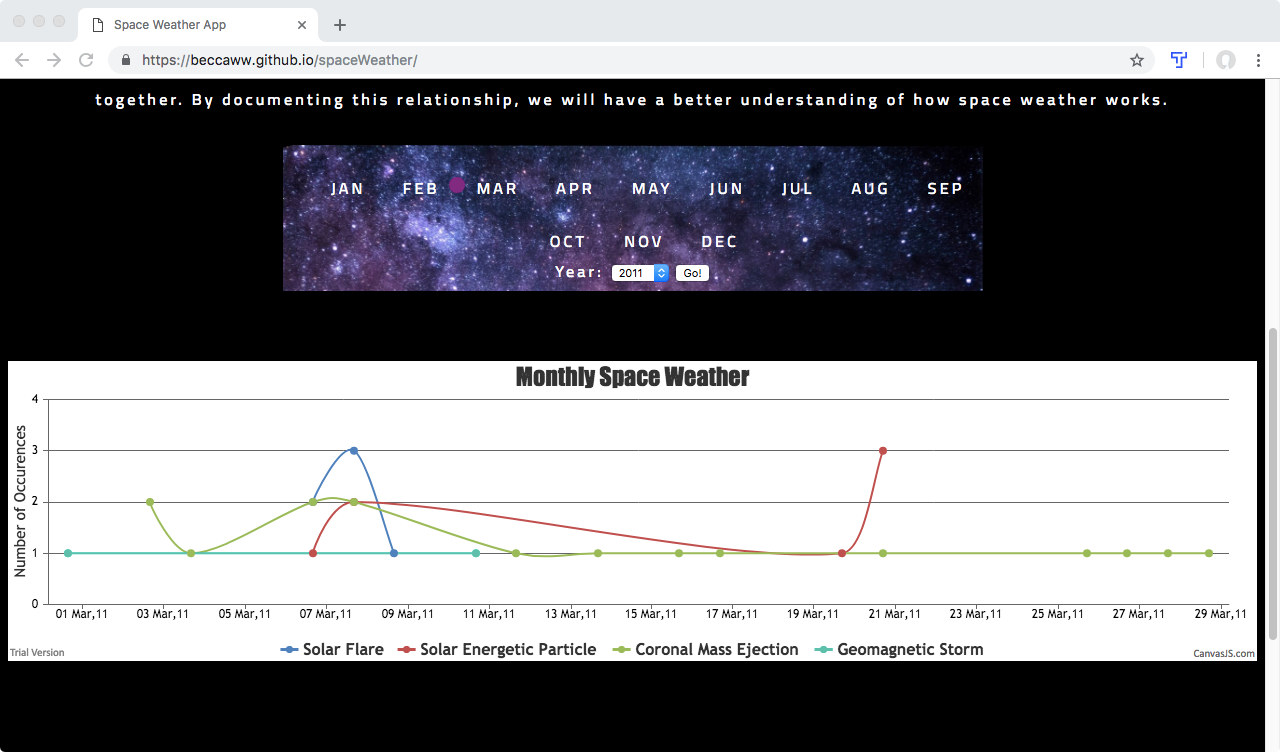 Space Weather App
https://beccaww.github.io/spaceWeather/
together. By documenting this relationship, we will have a better understanding of how space weather works.
JAN FEB MAR APR MAY JUN JUL AUG SEP
OCT NOV DEC
Year: 2011 Go!
Monthly Space Weather
Number of Occurences
4
3
2
1
0
01 Mar,11 03 Mar,11 05 Mar,11 07 Mar,11 09 Mar,11 11 Mar,11 13 Mar,11 15 Mar,11 17 Mar,11 19 Mar,11 21 Mar,11 23 Mar,11 25 Mar,11 27 Mar,11 29 Mar,11
Solar Flare Solar Energetic Particle Coronal Mass Ejection Geomagnetic Storm
Trial Version CanvasJS.com